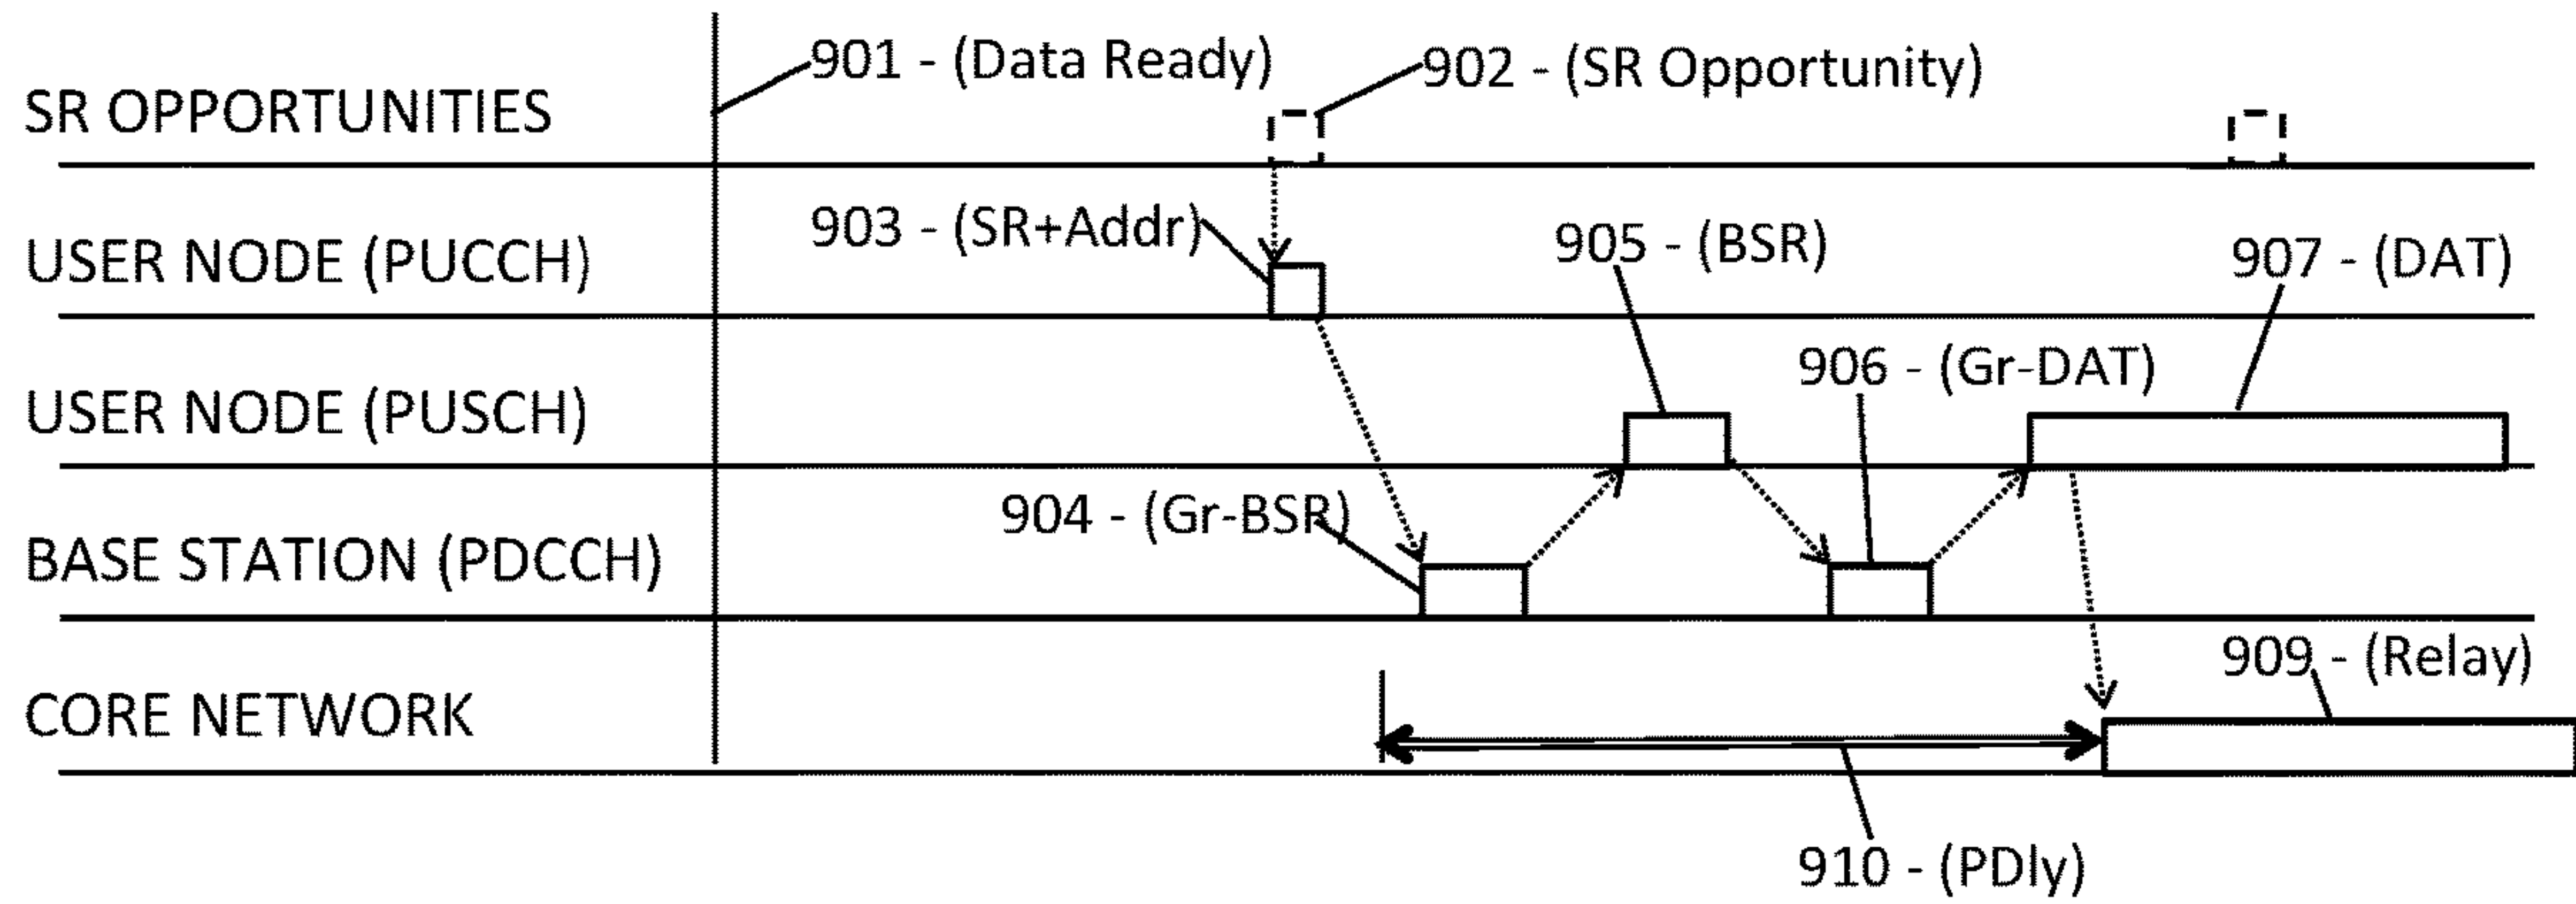 901 - (Data Ready)
902 - (SR Opportunity)
SR OPPORTUNITIES
903 - (SR+Addr)
905 - (BSR)
907 - (DAT)
USER NODE (PUCCH)
906 - (Gr-DAT)
USER NODE (PUSCH)
904 - (Gr-BSR)
BASE STATION (PDCCH)
909 - (Relay)
CORE NETWORK
910 - (PDly)